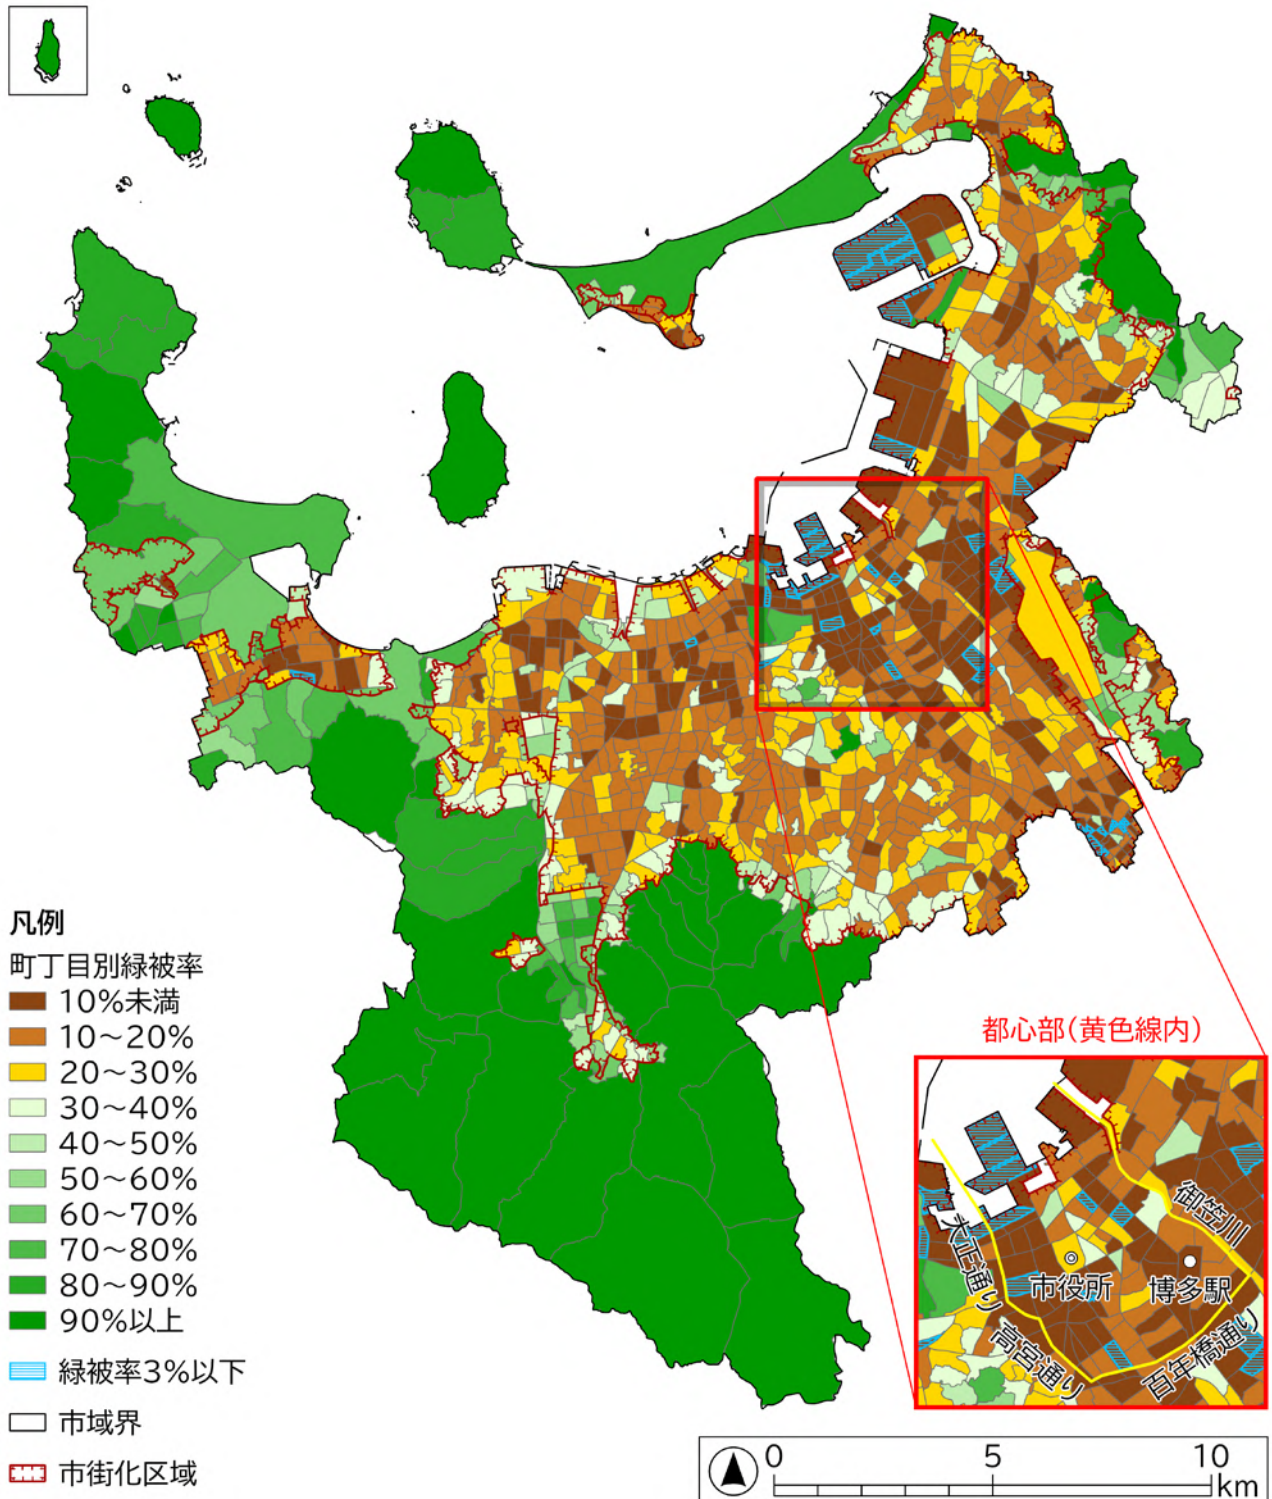 凡例
町丁目別緑被率
10%未満
10～20%
20～30%
30～40%
40～50%
50～60%
60～70%
70～80%
80～90%
90%以上
緑被率3%以下
市域界
市街化区域
都心部(黄色線内)
御笠川
大正通り
市役所
博多駅
高宮通り
百年橋通り
0 5 10
km